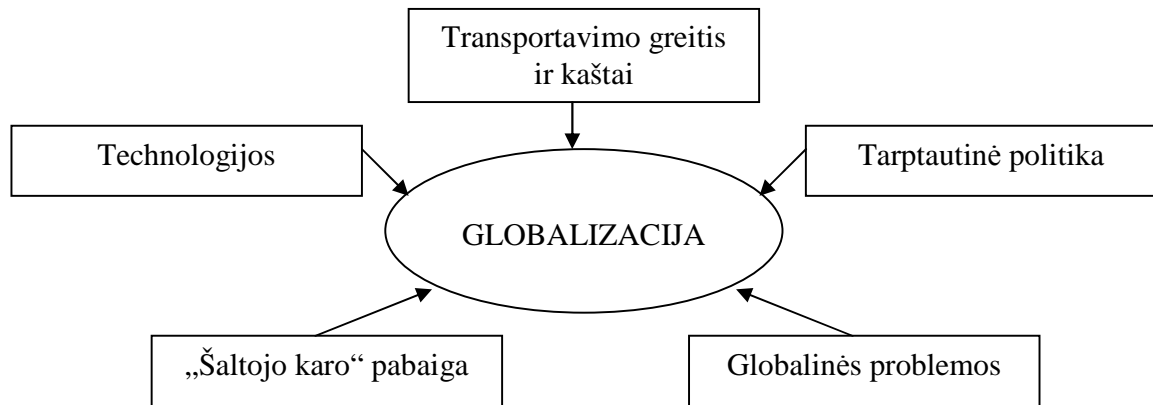 Transportavimo greitis
ir kaštai
Technologijos
Tarptautinė politika
GLOBALIZACIJA
„Šaltojo karo“ pabaiga
Globalinės problemos